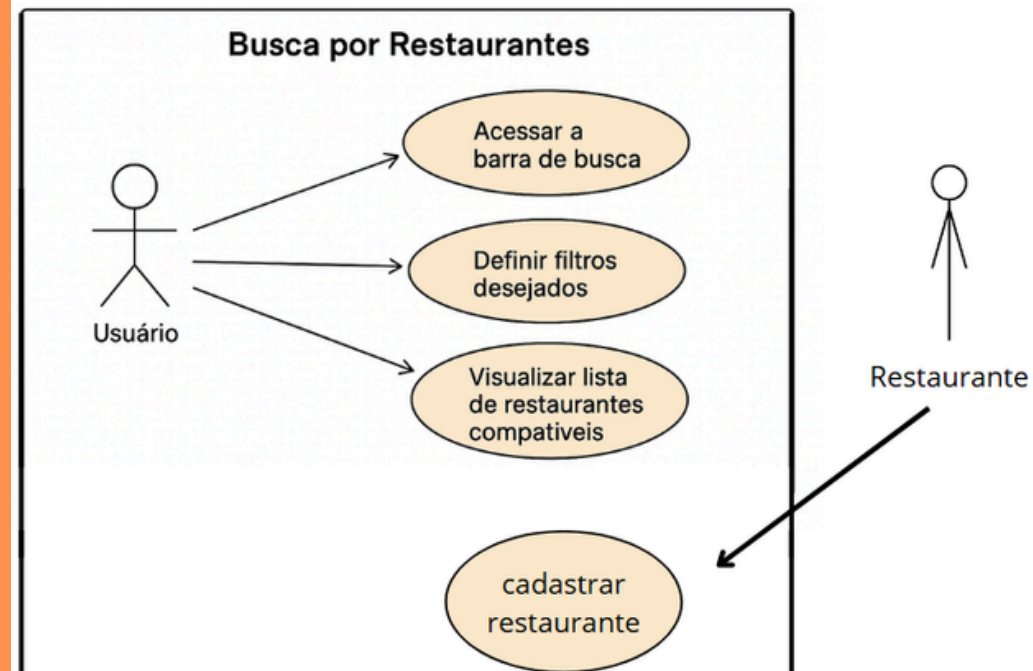 Busca por Restaurantes
Acessar a
barra de busca
Definir filtros
desejados
Usuário
Visualizar lista
de restaurantes
compativeis
Restaurante
cadastrar
restaurante